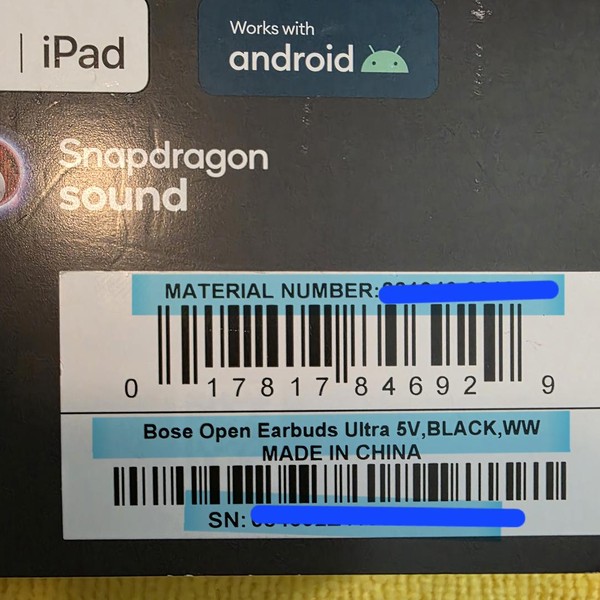 | iPad
Works with
android
Snapdragon
sound
MATERIAL NUMBER:
0 17817 84692 9
Bose Open Earbuds Ultra 5V,BLACK,WW
MADE IN CHINA
SN: